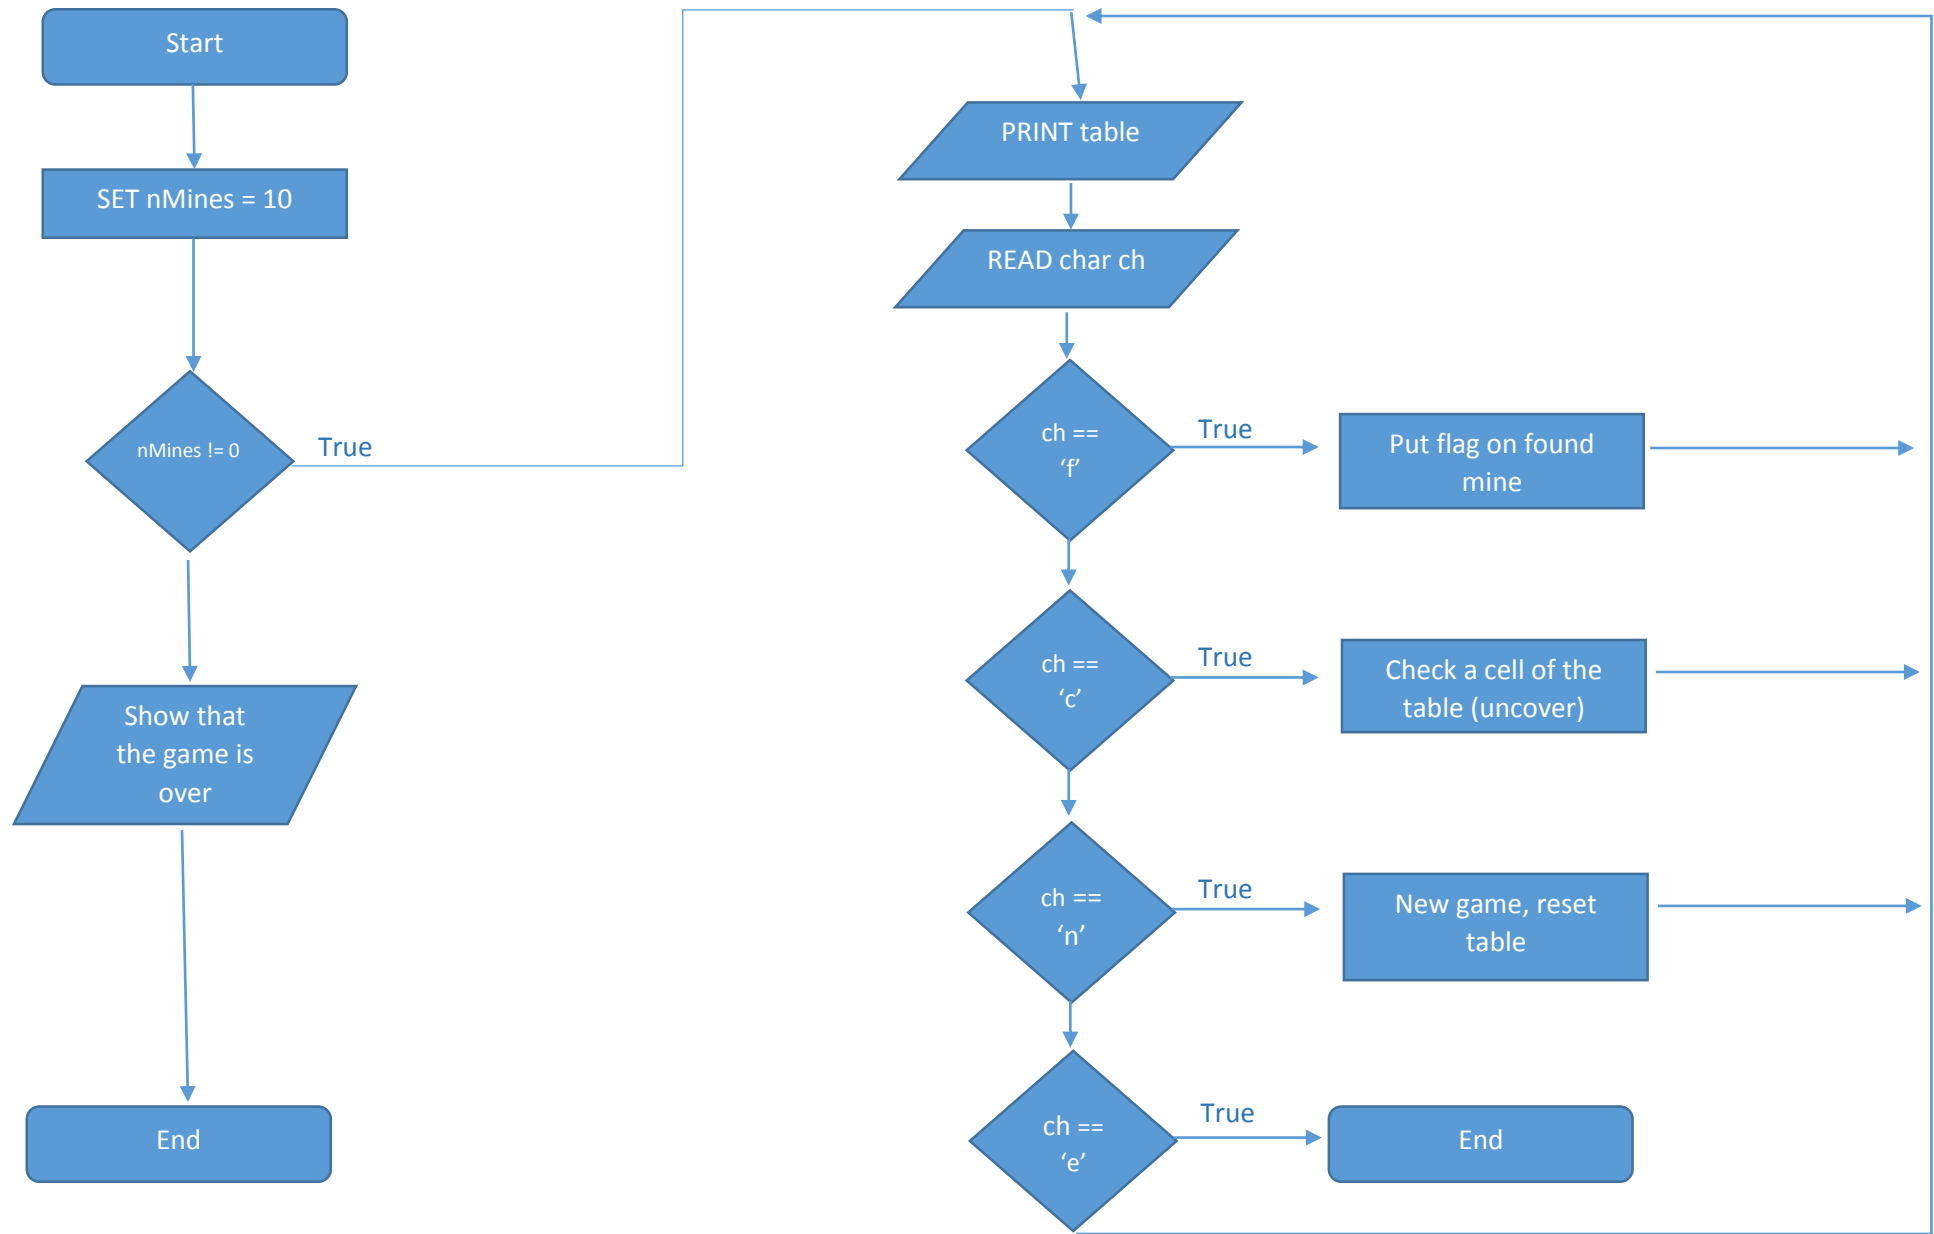 Start
SET nMines = 10
nMines != 0
True
Show that
the game is
over
End
PRINT table
READ char ch
ch ==
‘f’
True
Put flag on found
mine
ch ==
‘c’
True
Check a cell of the
table (uncover)
ch ==
‘n’
True
New game, reset
table
ch ==
‘e’
True
End